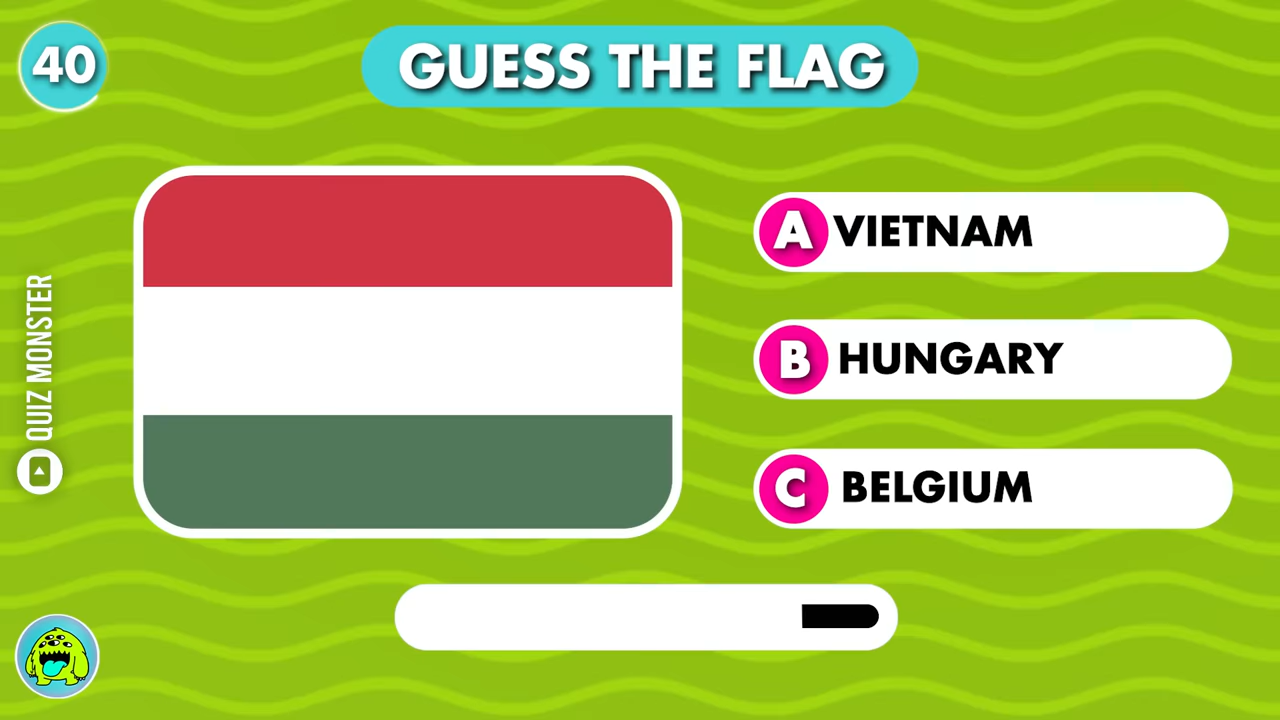 40
GUESS THE FLAG
A VIETNAM
B HUNGARY
C BELGIUM
QUIZ MONSTER